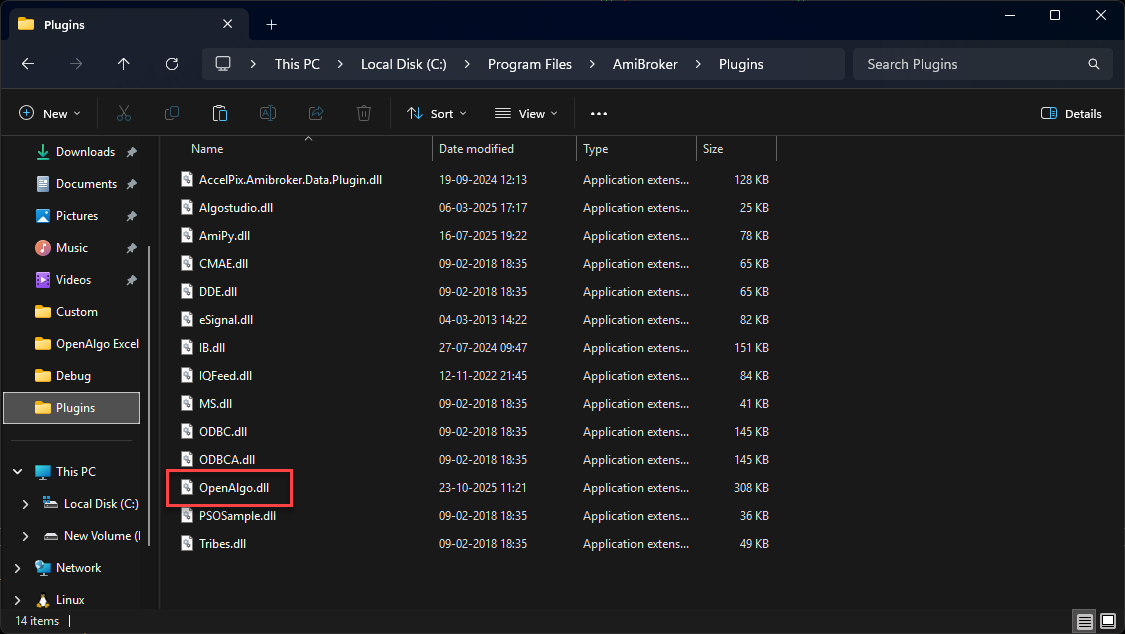 Plugins
This PC > Local Disk (C:) > Program Files > AmiBroker > Plugins
Search Plugins
New
Sort
View
Details
Downloads
Documents
Pictures
Music
Videos
Custom
OpenAlgo Excel
Debug
Plugins
This PC
Local Disk (C:)
New Volume (
Network
Linux
Name Date modified Type Size
AccelPix.Amibroker.Data.Plugin.dll 19-09-2024 12:13 Application extens... 128 KB
Algostudio.dll 06-03-2025 17:17 Application extens... 25 KB
AmiPy.dll 16-07-2025 19:22 Application extens... 78 KB
CMAE.dll 09-02-2018 18:35 Application extens... 65 KB
DDE.dll 09-02-2018 18:35 Application extens... 65 KB
eSignal.dll 04-03-2013 14:22 Application extens... 82 KB
IB.dll 27-07-2024 09:47 Application extens... 151 KB
IQFeed.dll 12-11-2022 21:45 Application extens... 84 KB
MS.dll 09-02-2018 18:35 Application extens... 41 KB
ODBC.dll 09-02-2018 18:35 Application extens... 145 KB
ODBCA.dll 09-02-2018 18:35 Application extens... 145 KB
OpenAlgo.dll 23-10-2025 11:21 Application extens... 308 KB
PSOSample.dll 09-02-2018 18:35 Application extens... 36 KB
Tribes.dll 09-02-2018 18:35 Application extens... 49 KB
14 items